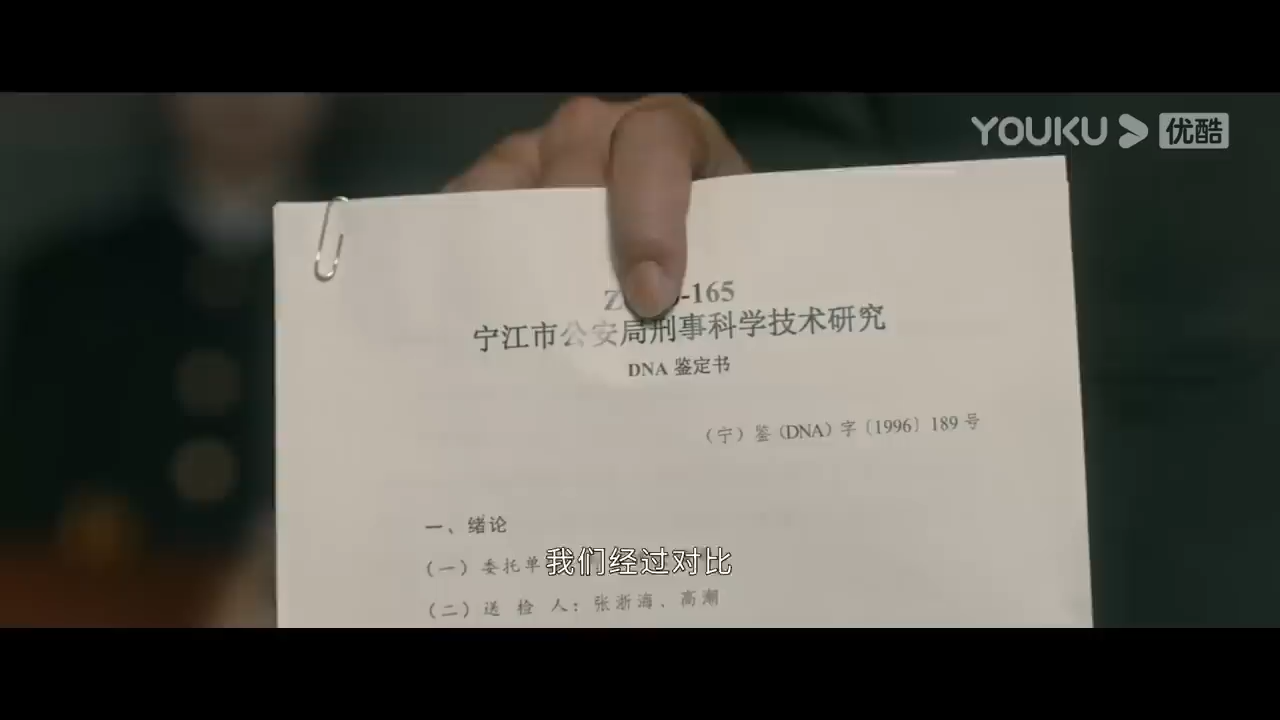 YOUKU 优酷
-165
宁江市公安局刑事科学技术研究
DNA 鉴定书
（宁）鉴（DNA）字〔1996〕189 号
一、绪论
（一）委托单
我们经过对比
（二）送 检 人：张浙海、高潮